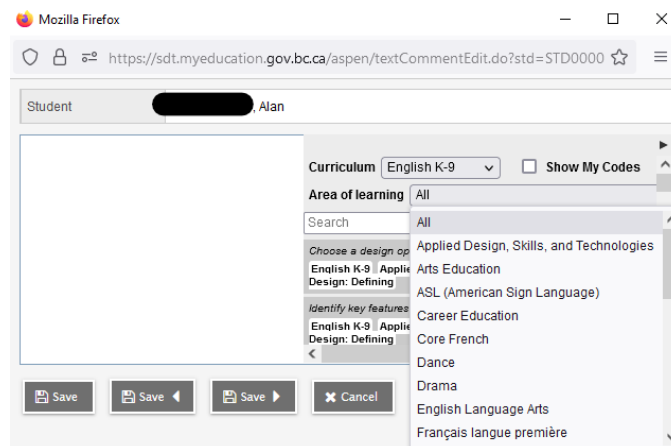 Mozilla Firefox
https://sdt.myeducation.gov.bc.ca/aspen/textCommentEdit.do?std=STD0000
Student , Alan
Curriculum English K-9 Show My Codes
Area of learning All
Search
All
Applied Design, Skills, and Technologies
Arts Education
ASL (American Sign Language)
Career Education
Core French
Dance
Drama
English Language Arts
Français langue première
Choose a design op
English K-9 Applie
Design: Defining
Identify key features
English K-9 Applie
Design: Defining
Save Save Save Cancel